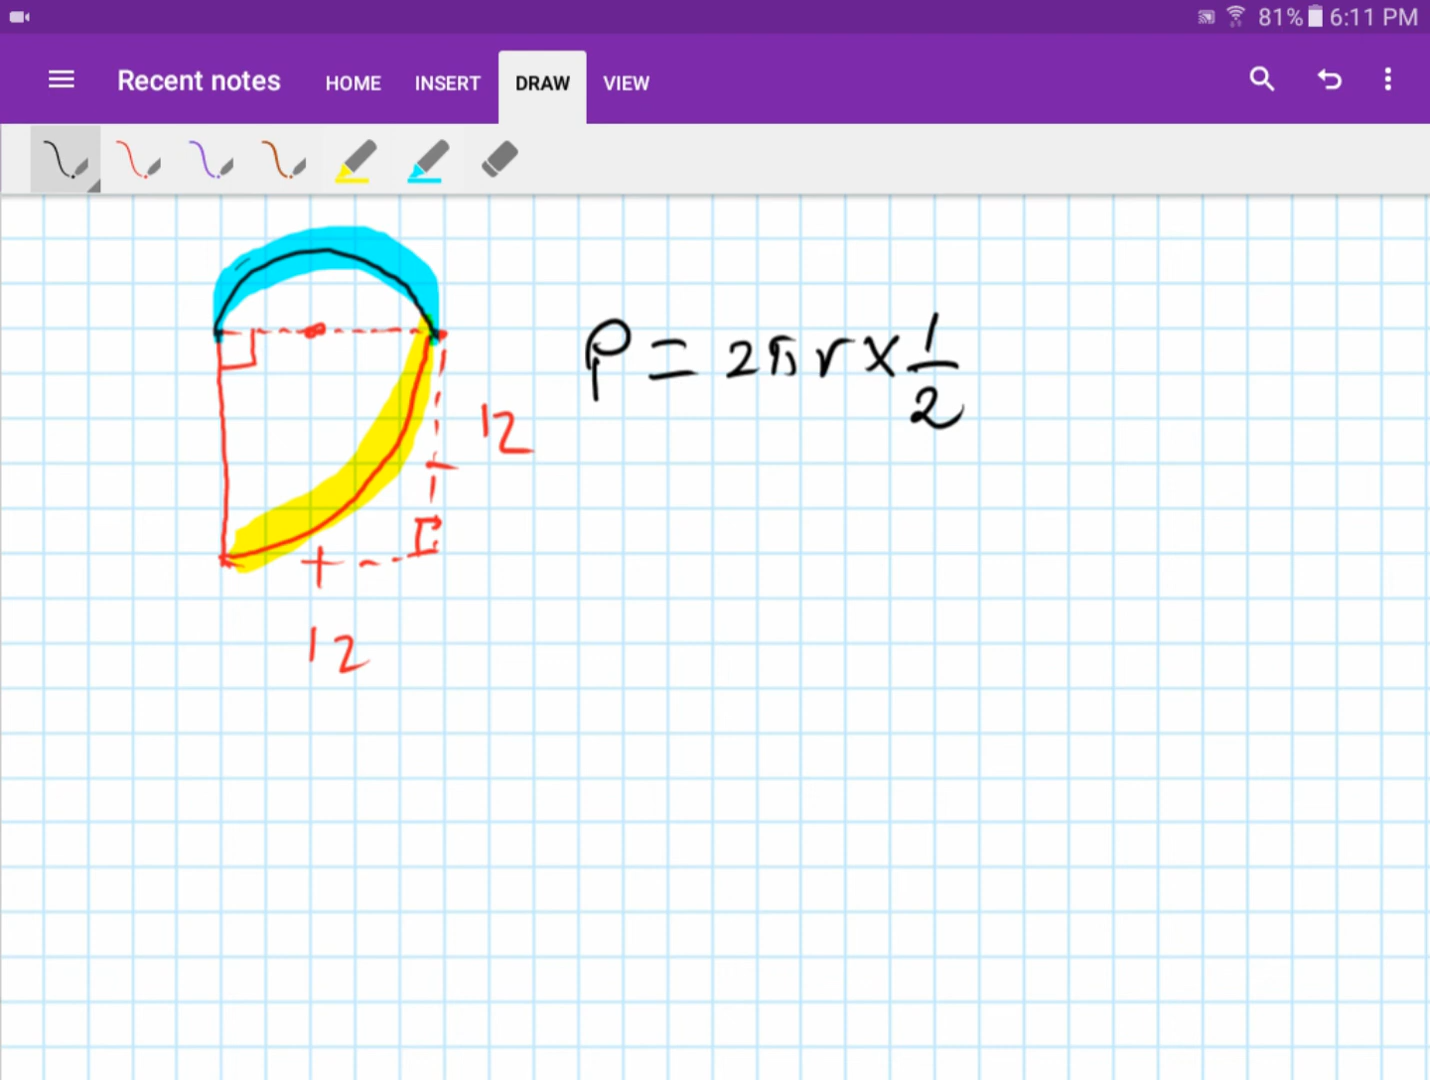 81% 6:11 PM
Recent notes HOME INSERT DRAW VIEW
P = 2πr × 1/2
12
12